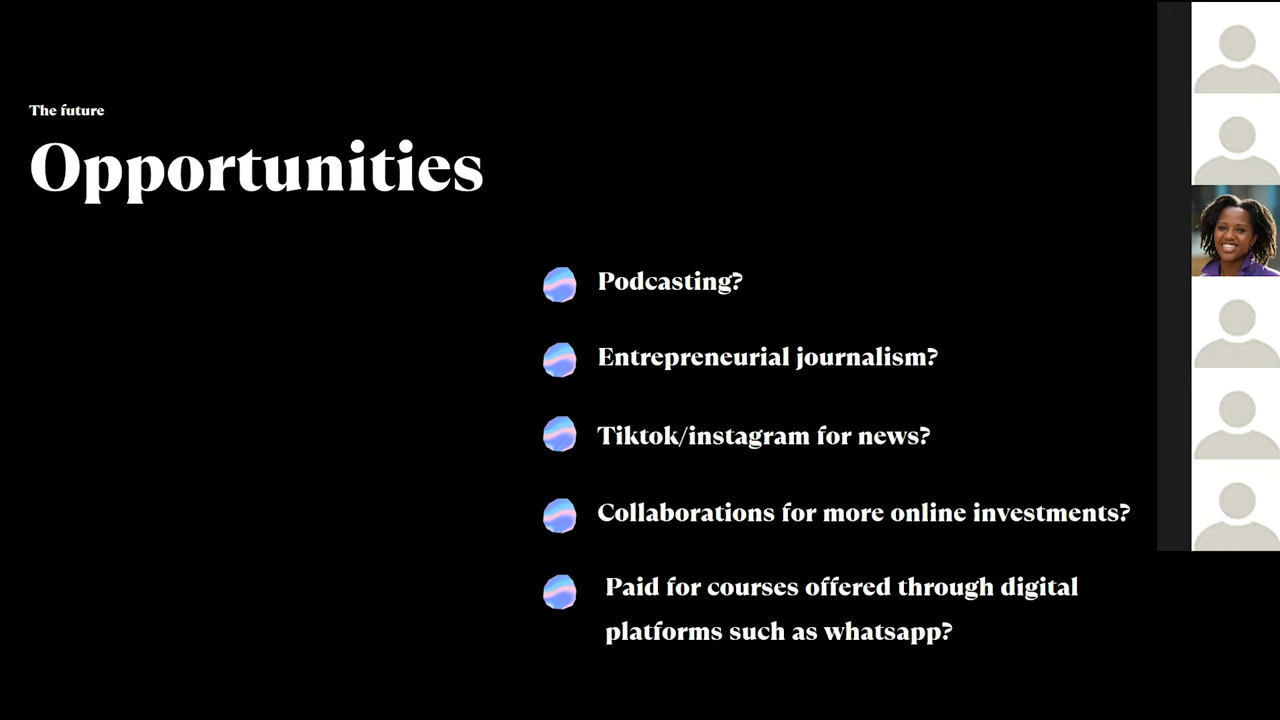 The future
Opportunities
Podcasting?
Entrepreneurial journalism?
Tiktok/instagram for news?
Collaborations for more online investments?
Paid for courses offered through digital
platforms such as whatsapp?